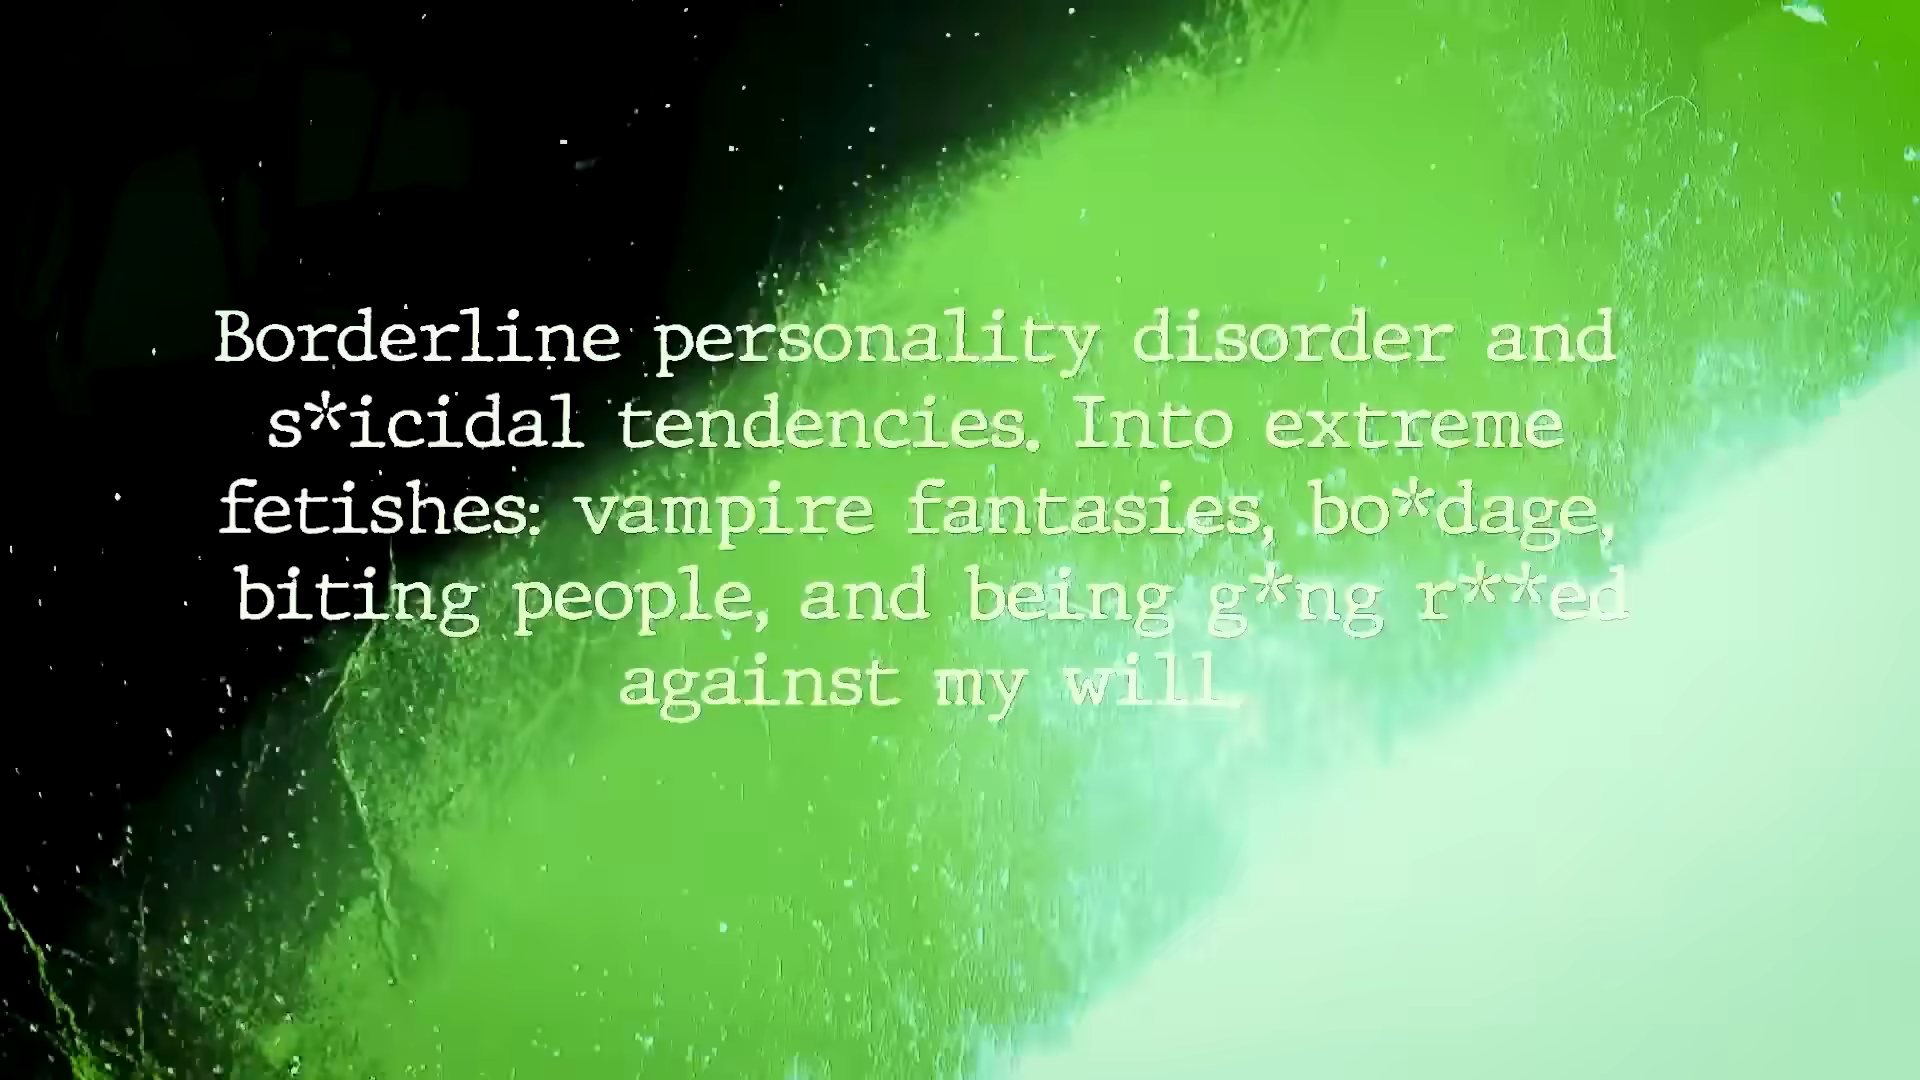 Borderline personality disorder and
s*icidal tendencies. Into extreme
fetishes: vampire fantasies, bo*dage,
biting people, and being g*ng r**ed
against my will.